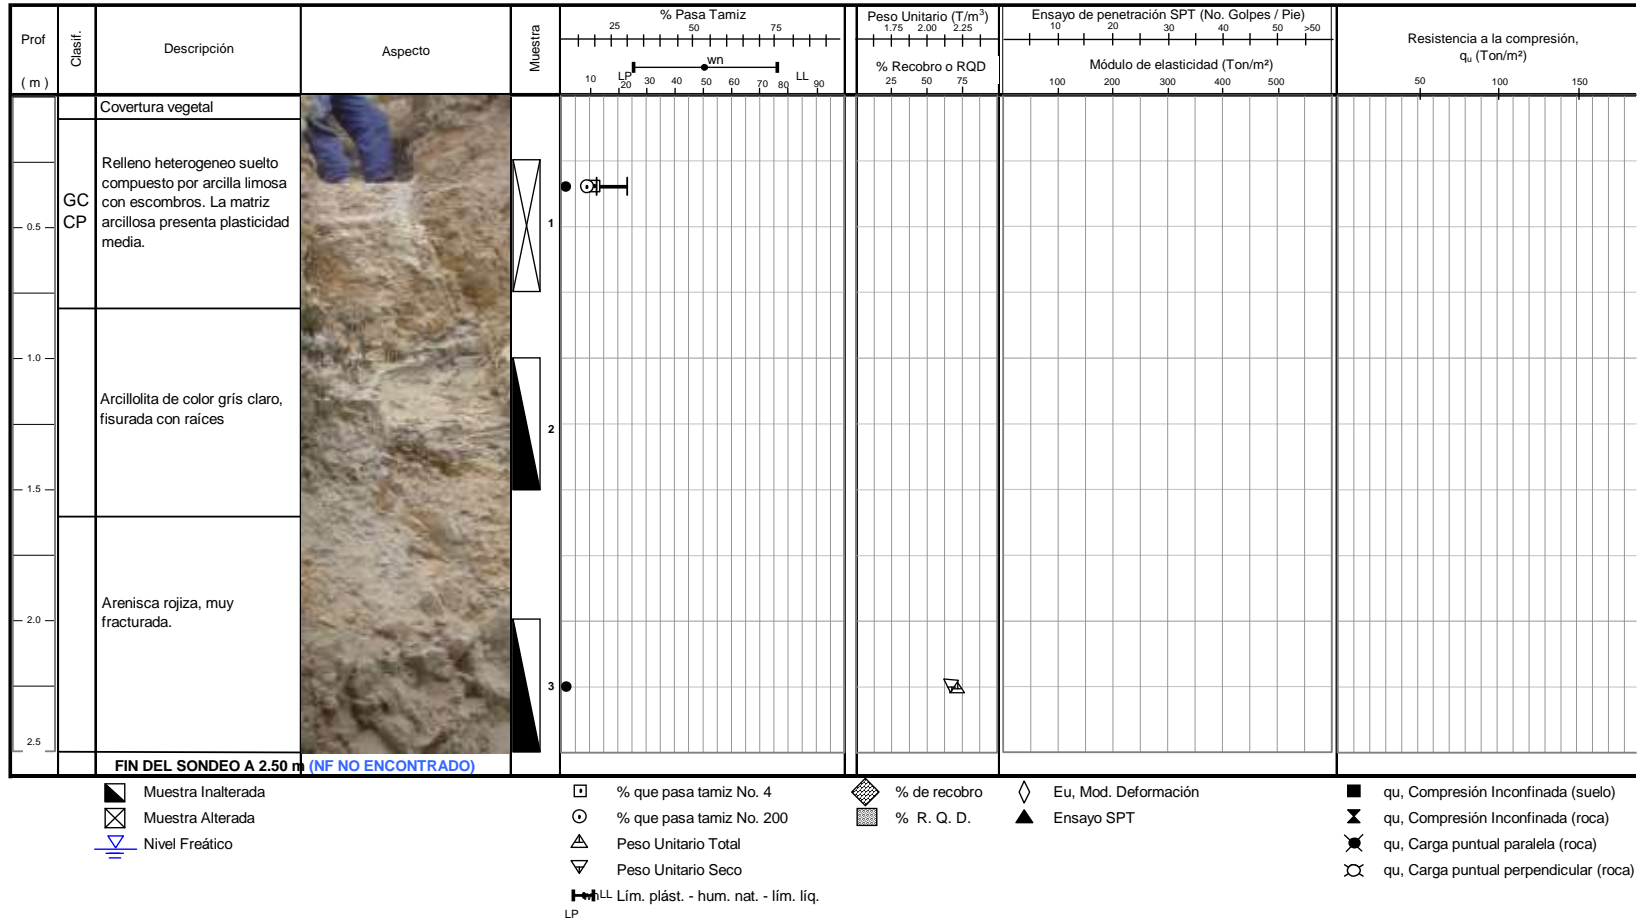 Prof
( m )
Clasif.
Descripción
Aspecto
Muestra
% Pasa Tamiz
25 50 75
wn
LP LL
10 20 30 40 50 60 70 80 90
Peso Unitario (T/m³)
1.75 2.00 2.25
% Recobro o RQD
25 50 75
Ensayo de penetración SPT (No. Golpes / Pie)
10 20 30 40 50 >50
Módulo de elasticidad (Ton/m²)
100 200 300 400 500
Resistencia a la compresión,
qu (Ton/m²)
50 100 150
Covertura vegetal
Relleno heterogeneo suelto
compuesto por arcilla limosa
con escombros. La matriz
arcillosa presenta plasticidad
media.
GC
CP
0.5
1
1.0
Arcillolita de color grís claro,
fisurada con raíces
2
1.5
Arenisca rojiza, muy
fracturada.
2.0
3
2.5
FIN DEL SONDEO A 2.50 m (NF NO ENCONTRADO)
Muestra Inalterada
Muestra Alterada
Nivel Freático
% que pasa tamiz No. 4
% que pasa tamiz No. 200
Peso Unitario Total
Peso Unitario Seco
LL Lím. plást. - hum. nat. - lím. líq.
LP
% de recobro
% R. Q. D.
Eu, Mod. Deformación
Ensayo SPT
qu, Compresión Inconfinada (suelo)
qu, Compresión Inconfinada (roca)
qu, Carga puntual paralela (roca)
qu, Carga puntual perpendicular (roca)